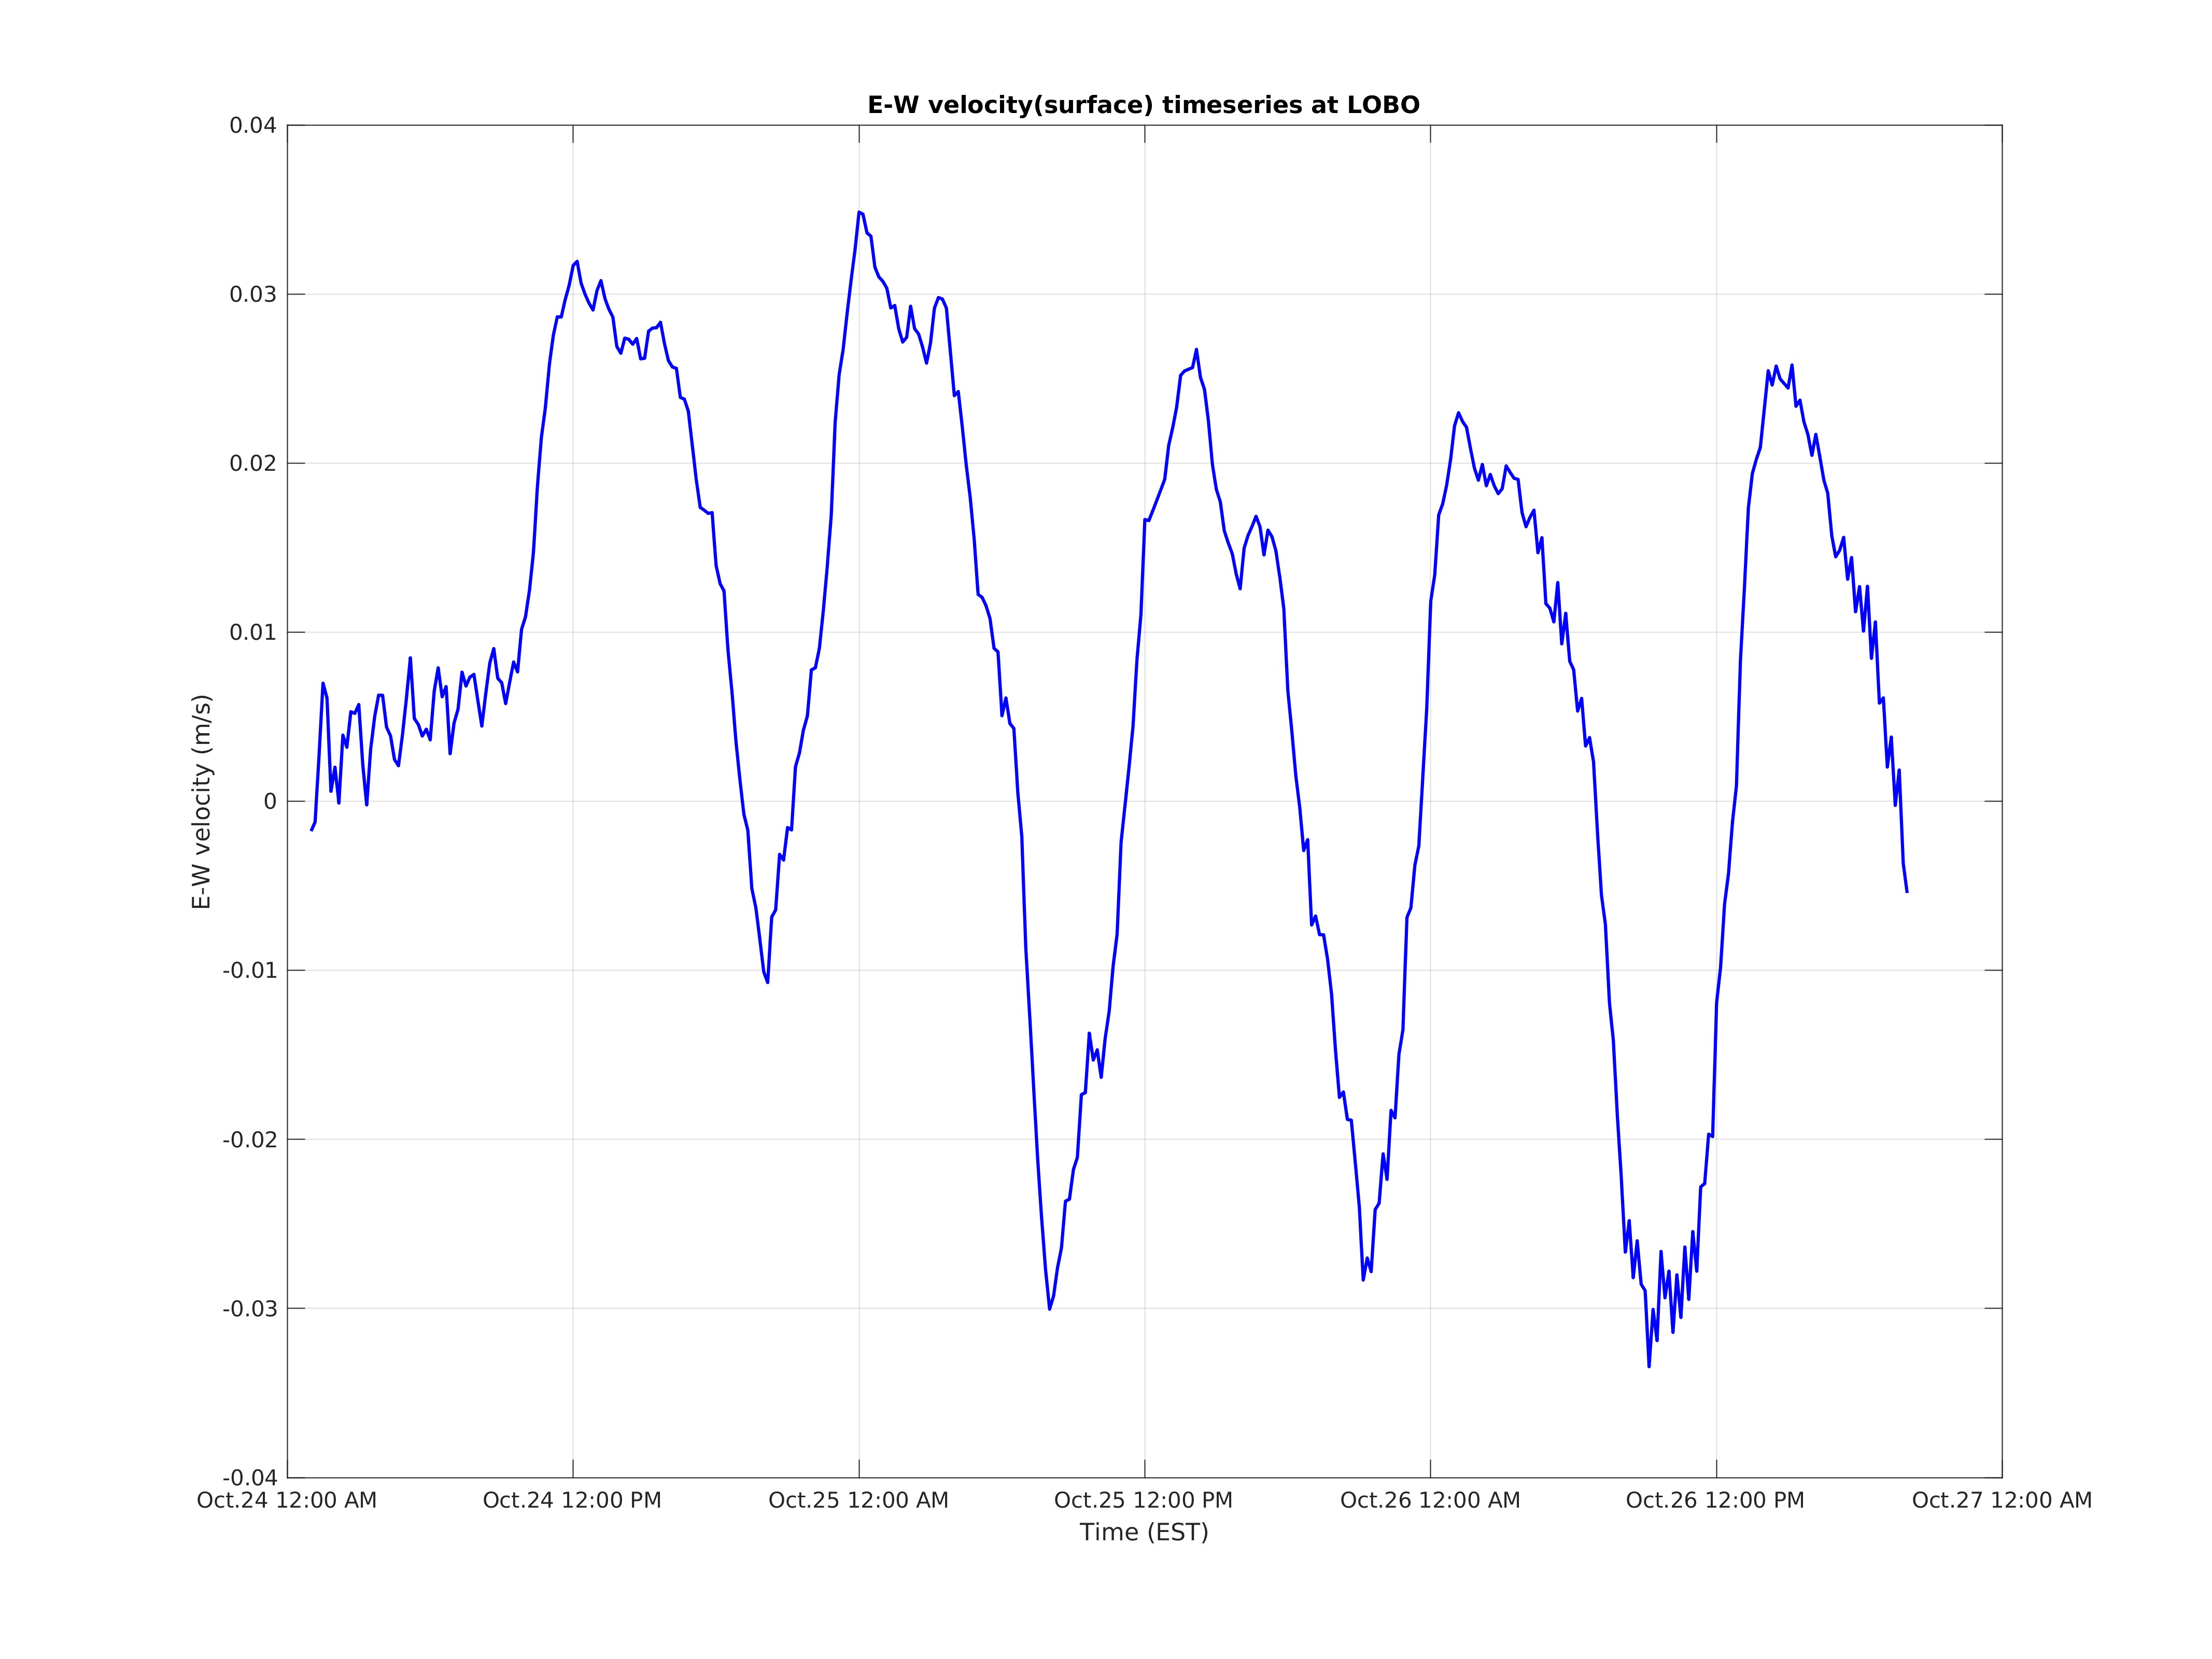 E-W velocity(surface) timeseries at LOBO
0.04
0.03
0.02
0.01
0
-0.01
-0.02
-0.03
-0.04
E-W velocity (m/s)
Oct.24 12:00 AM Oct.24 12:00 PM Oct.25 12:00 AM Oct.25 12:00 PM Oct.26 12:00 AM Oct.26 12:00 PM Oct.27 12:00 AM
Time (EST)